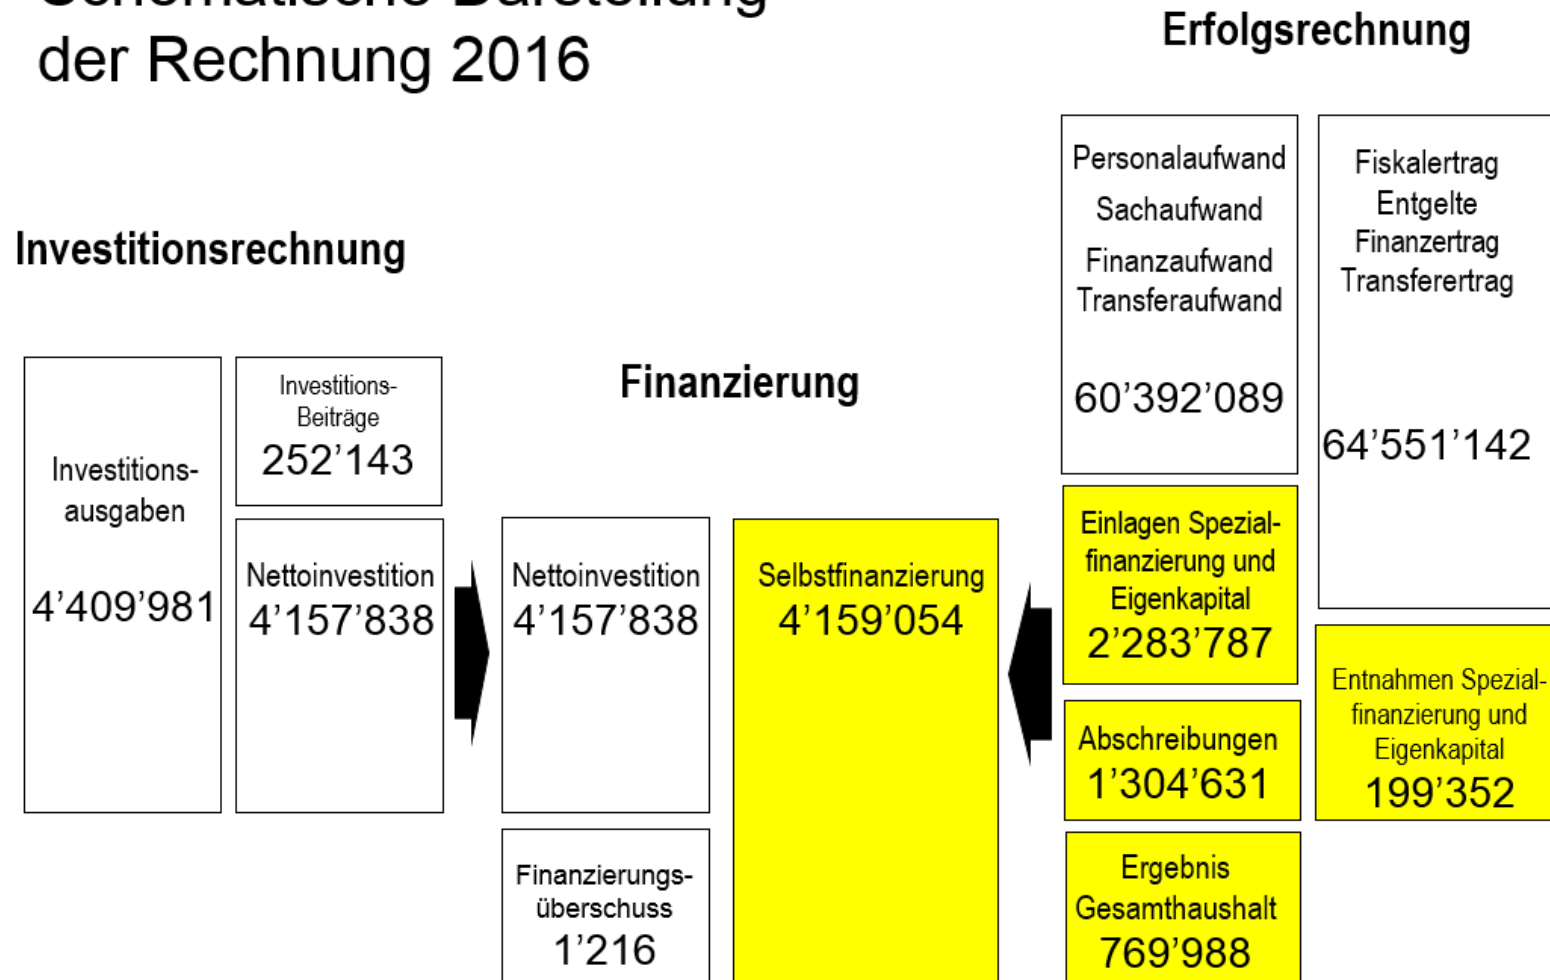 Schematische Darstellung
der Rechnung 2016
Erfolgsrechnung
Personalaufwand
Sachaufwand
Finanzaufwand
Transferaufwand
60’392’089
Fiskalertrag
Entgelte
Finanzertrag
Transferertrag
64’551’142
Investitionsrechnung
Investitions-
ausgaben
4’409’981
Investitions-
Beiträge
252’143
Nettoinvestition
4’157’838
Finanzierung
Nettoinvestition
4’157’838
Selbstfinanzierung
4’159’054
Finanzierungs-
überschuss
1’216
Einlagen Spezial-
finanzierung und
Eigenkapital
2’283’787
Abschreibungen
1’304’631
Ergebnis
Gesamthaushalt
769’988
Entnahmen Spezial-
finanzierung und
Eigenkapital
199’352